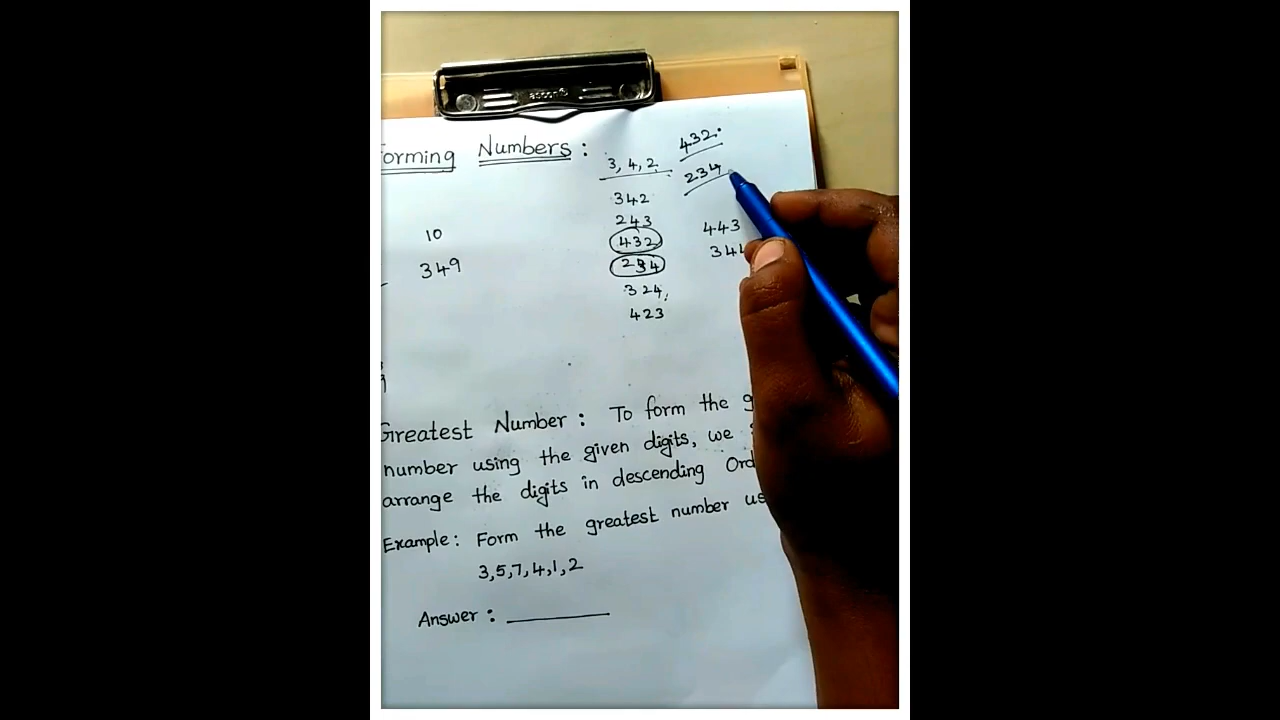 ascon®
Forming Numbers :
3, 4, 2
432.
234
342
243
432
234
324,
423
443
10
349
Greatest Number : To form the
number using the given digits, we
arrange the digits in descending
Example : Form the greatest number
3,5,7,4,1,2
Answer :